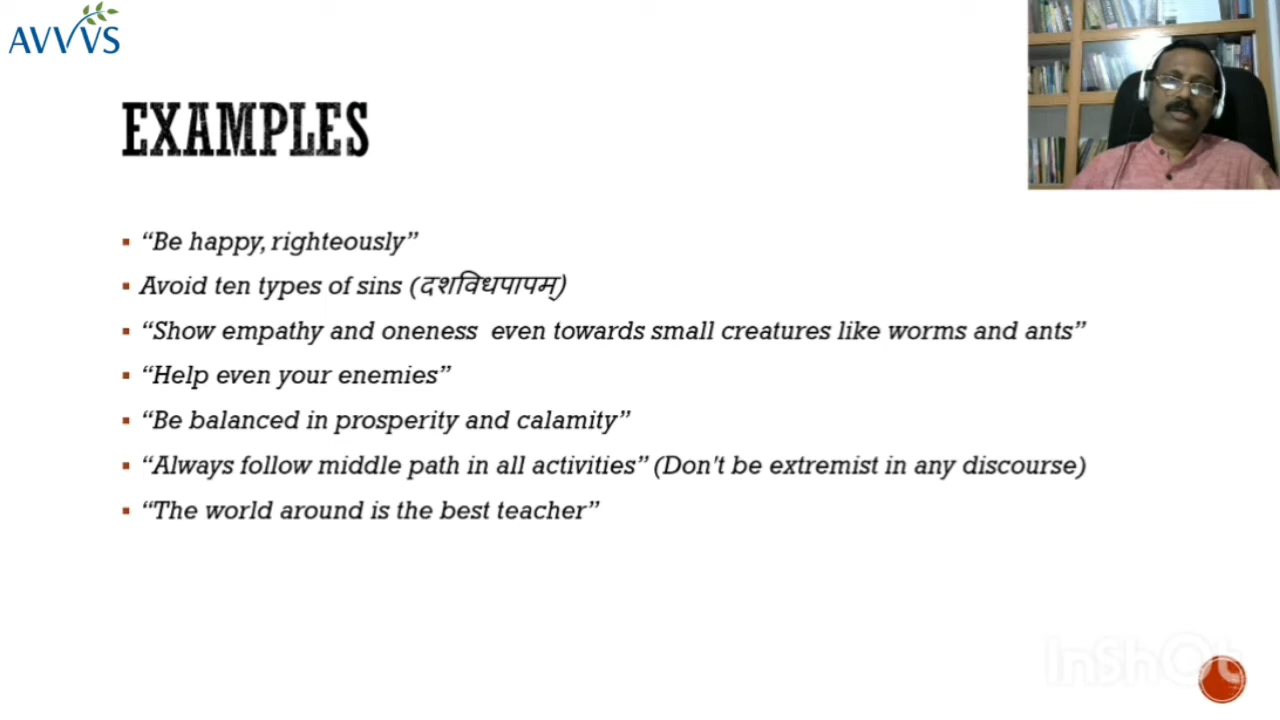 AVVVS
EXAMPLES
“Be happy, righteously”
Avoid ten types of sins (दशविधपापम्)
“Show empathy and oneness even towards small creatures like worms and ants”
“Help even your enemies”
“Be balanced in prosperity and calamity”
“Always follow middle path in all activities” (Don't be extremist in any discourse)
“The world around is the best teacher”
InShOt